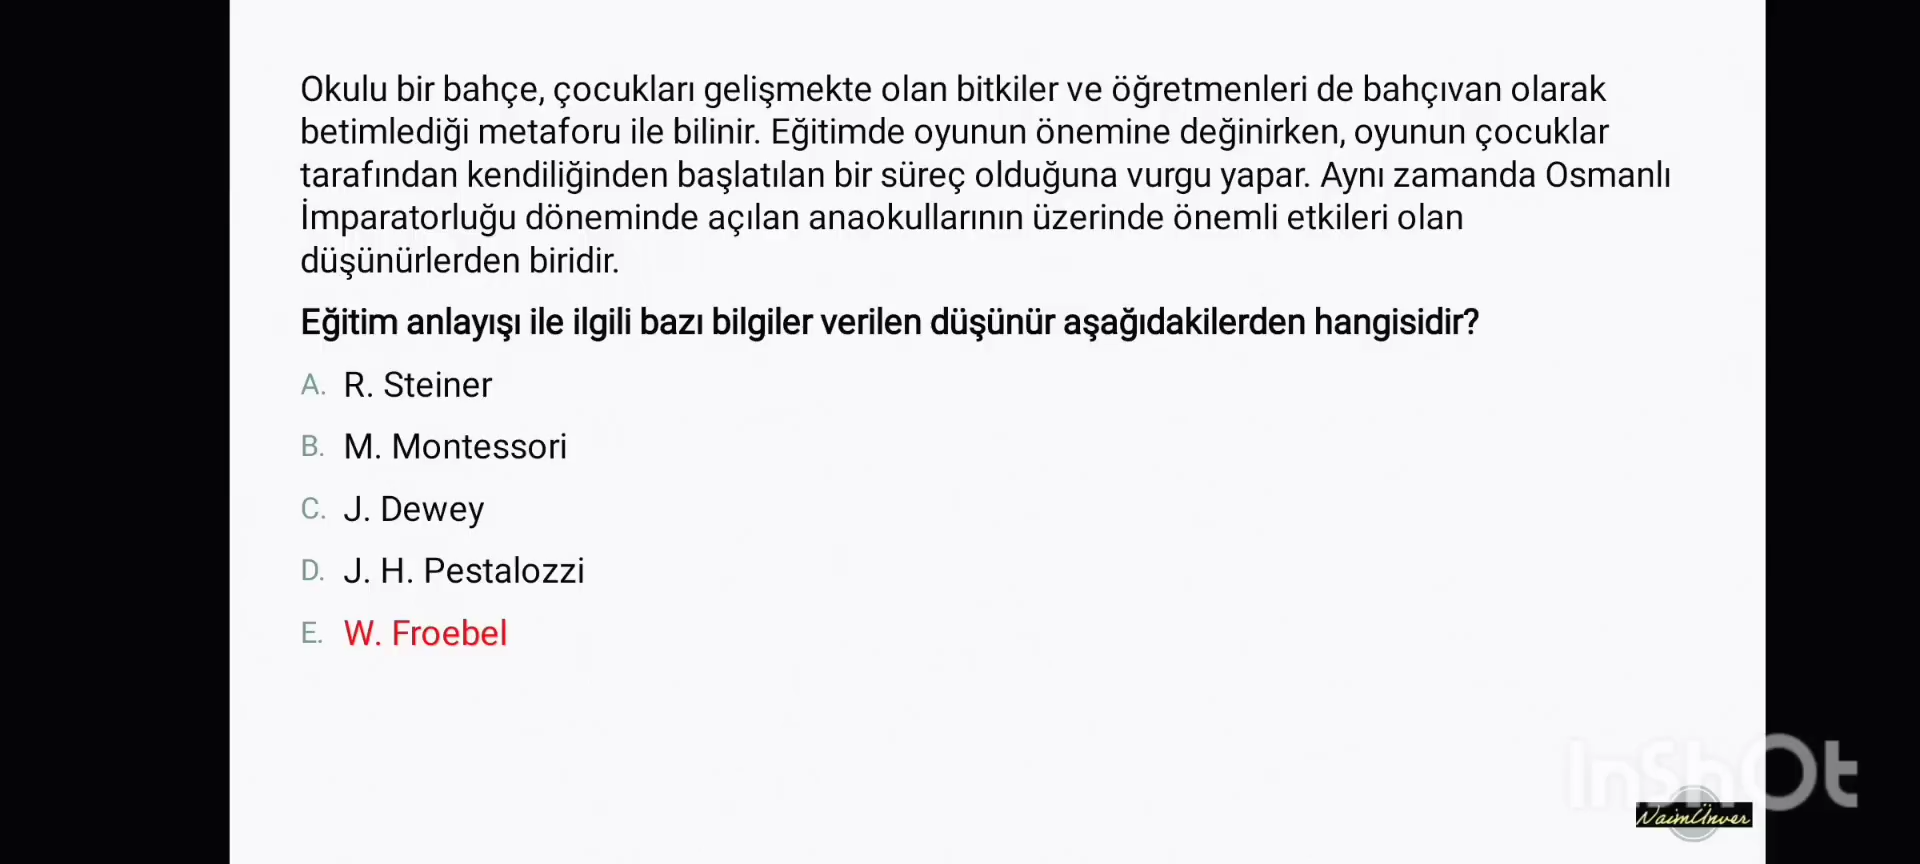 Okulu bir bahçe, çocukları gelişmekte olan bitkiler ve öğretmenleri de bahçıvan olarak
betimlediği metaforu ile bilinir. Eğitimde oyunun önemine değinirken, oyunun çocuklar
tarafından kendiliğinden başlatılan bir süreç olduğuna vurgu yapar. Aynı zamanda Osmanlı
İmparatorluğu döneminde açılan anaokullarının üzerinde önemli etkileri olan
düşünürlerden biridir.
Eğitim anlayışı ile ilgili bazı bilgiler verilen düşünür aşağıdakilerden hangisidir?
A. R. Steiner
B. M. Montessori
C. J. Dewey
D. J. H. Pestalozzi
E. W. Froebel
InShOt
NaimÜnver